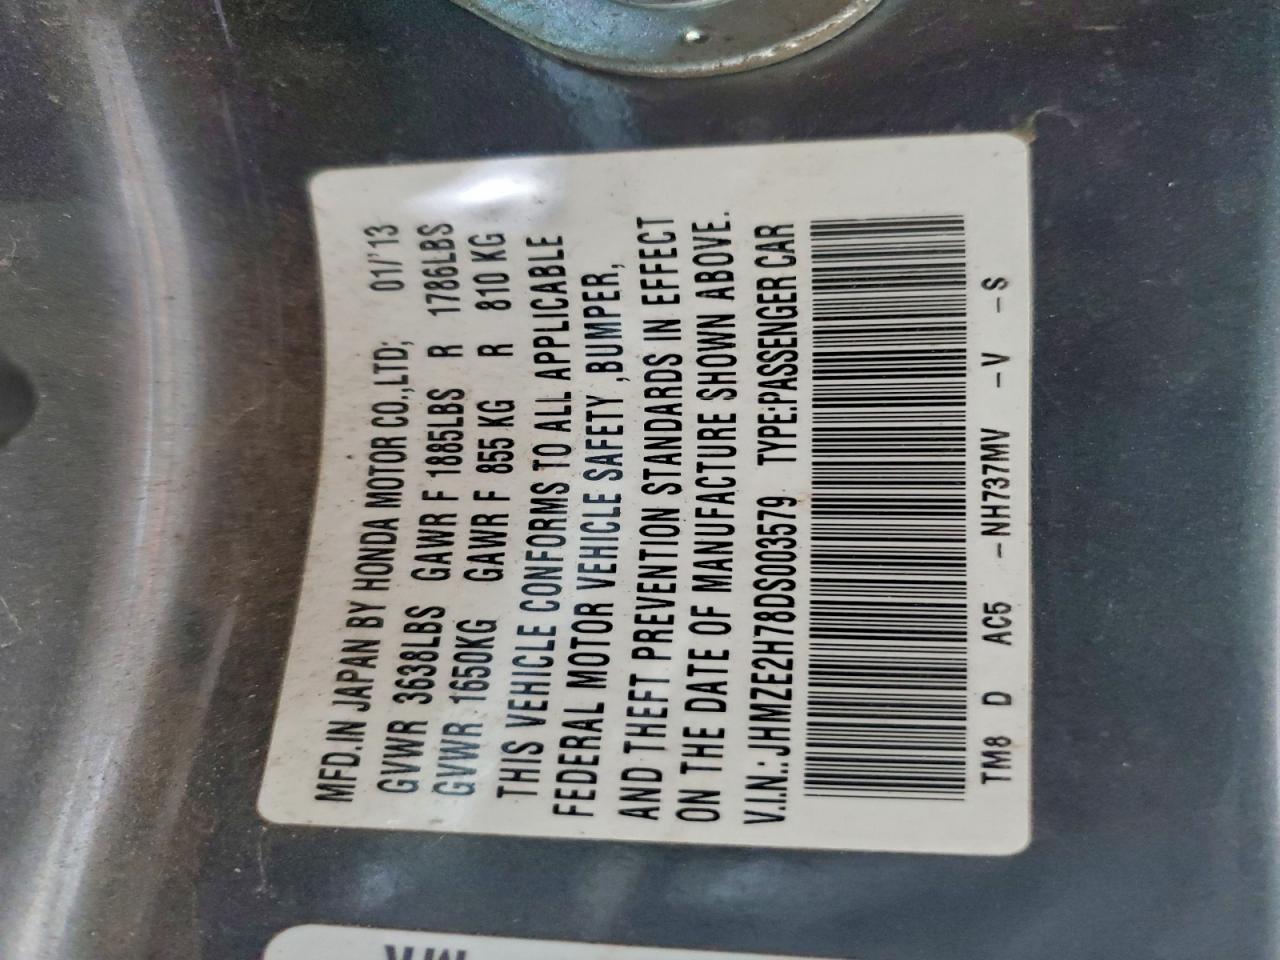 MFD.IN JAPAN BY HONDA MOTOR CO.,LTD; 01/'13
GVWR 3638LBS GAWR F 1885LBS R 1786LBS
GVWR 1650KG GAWR F 855 KG R 810 KG
THIS VEHICLE CONFORMS TO ALL APPLICABLE
FEDERAL MOTOR VEHICLE SAFETY ,BUMPER,
AND THEFT PREVENTION STANDARDS IN EFFECT
ON THE DATE OF MANUFACTURE SHOWN ABOVE.
V.I.N.: JHMZE2H78DS003579 TYPE:PASSENGER CAR
TM8 D AC5 -NH737MV -V -S